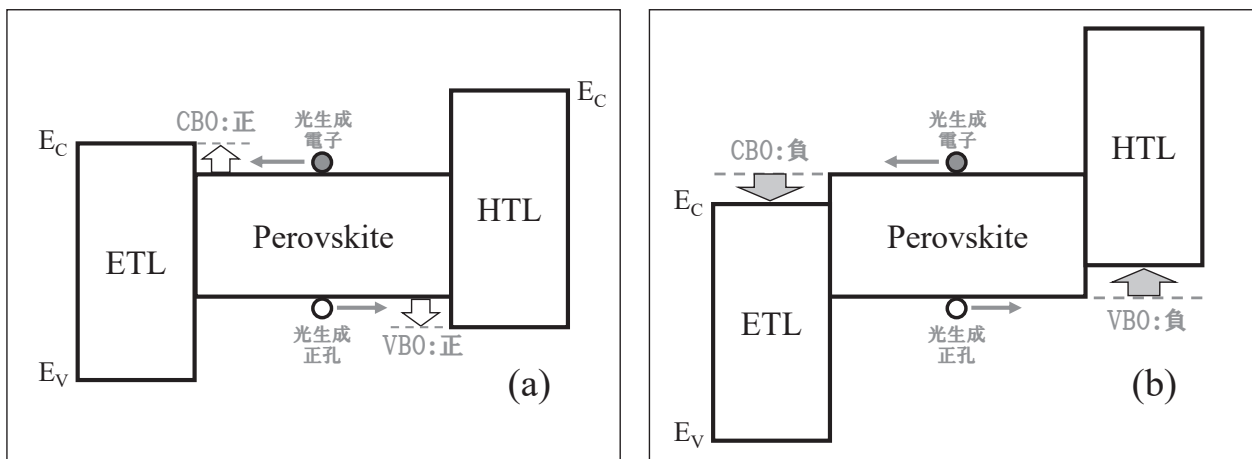 E_C
CBO:正
光生成
電子
E_C
ETL
Perovskite
HTL
光生成
正孔
VBO:正
E_V
(a)
CBO:負
光生成
電子
HTL
E_C
Perovskite
ETL
光生成
正孔
VBO:負
E_V
(b)